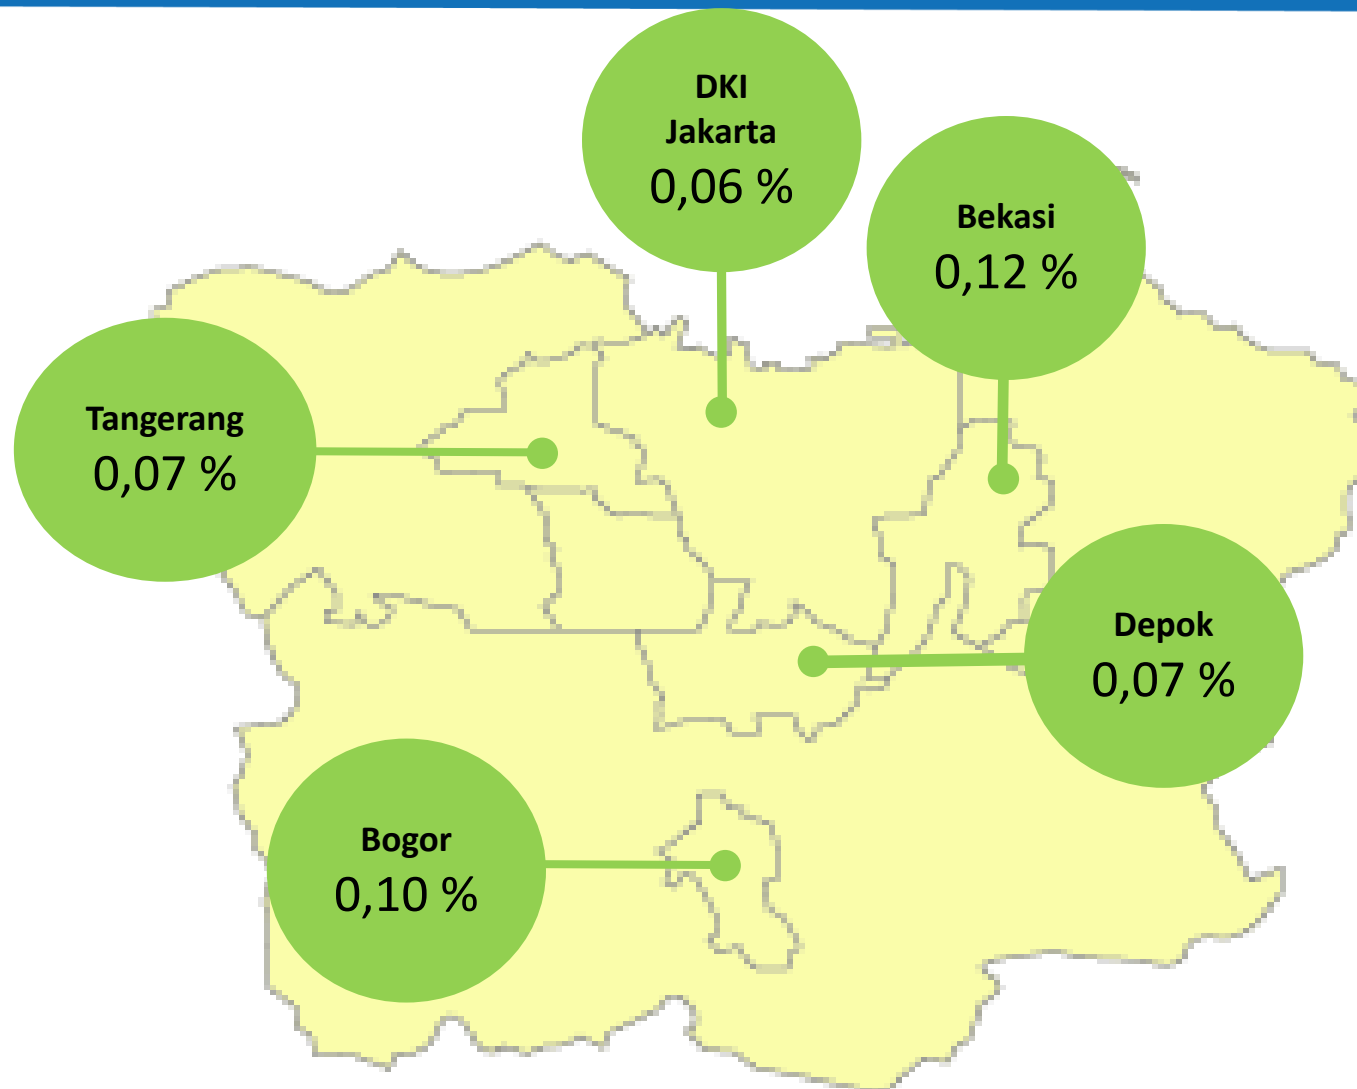 DKI
Jakarta
0,06 %
Bekasi
0,12 %
Tangerang
0,07 %
Depok
0,07 %
Bogor
0,10 %